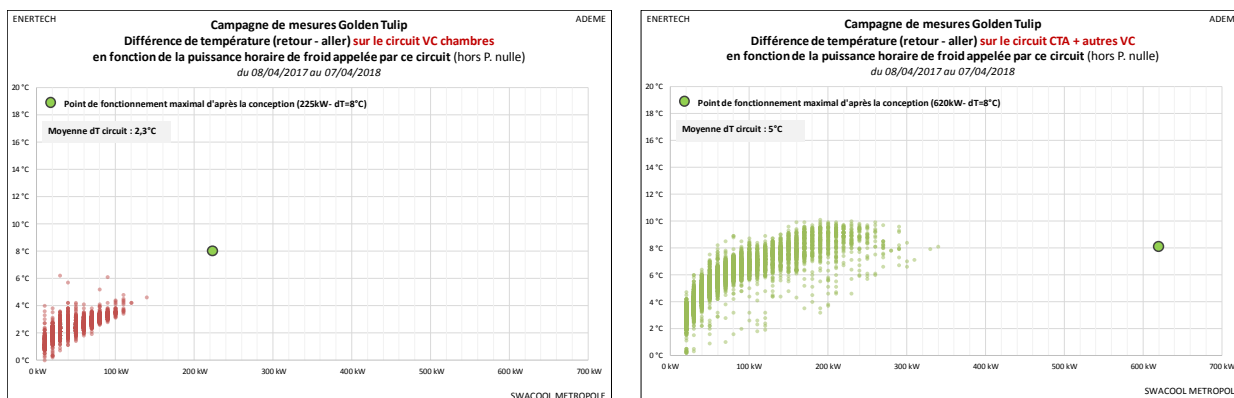 ENERTECH
ADEME
Campagne de mesures Golden Tulip
Différence de température (retour - aller) sur le circuit VC chambres
en fonction de la puissance horaire de froid appelée par ce circuit (hors P. nulle)
du 08/04/2017 au 07/04/2018
20 °C
18 °C
16 °C
14 °C
12 °C
10 °C
8 °C
6 °C
4 °C
2 °C
0 °C
Point de fonctionnement maximal d'après la conception (225kW- dT=8°C)
Moyenne dT circuit : 2,3°C
0 kW 100 kW 200 kW 300 kW 400 kW 500 kW 600 kW 700 kW
SWACOOL METROPOLE
ENERTECH
ADEME
Campagne de mesures Golden Tulip
Différence de température (retour - aller) sur le circuit CTA + autres VC
en fonction de la puissance horaire de froid appelée par ce circuit (hors P. nulle)
du 08/04/2017 au 07/04/2018
20 °C
18 °C
16 °C
14 °C
12 °C
10 °C
8 °C
6 °C
4 °C
2 °C
0 °C
Point de fonctionnement maximal d'après la conception (620kW- dT=8°C)
Moyenne dT circuit : 5°C
0 kW 100 kW 200 kW 300 kW 400 kW 500 kW 600 kW 700 kW
SWACOOL METROPOLE